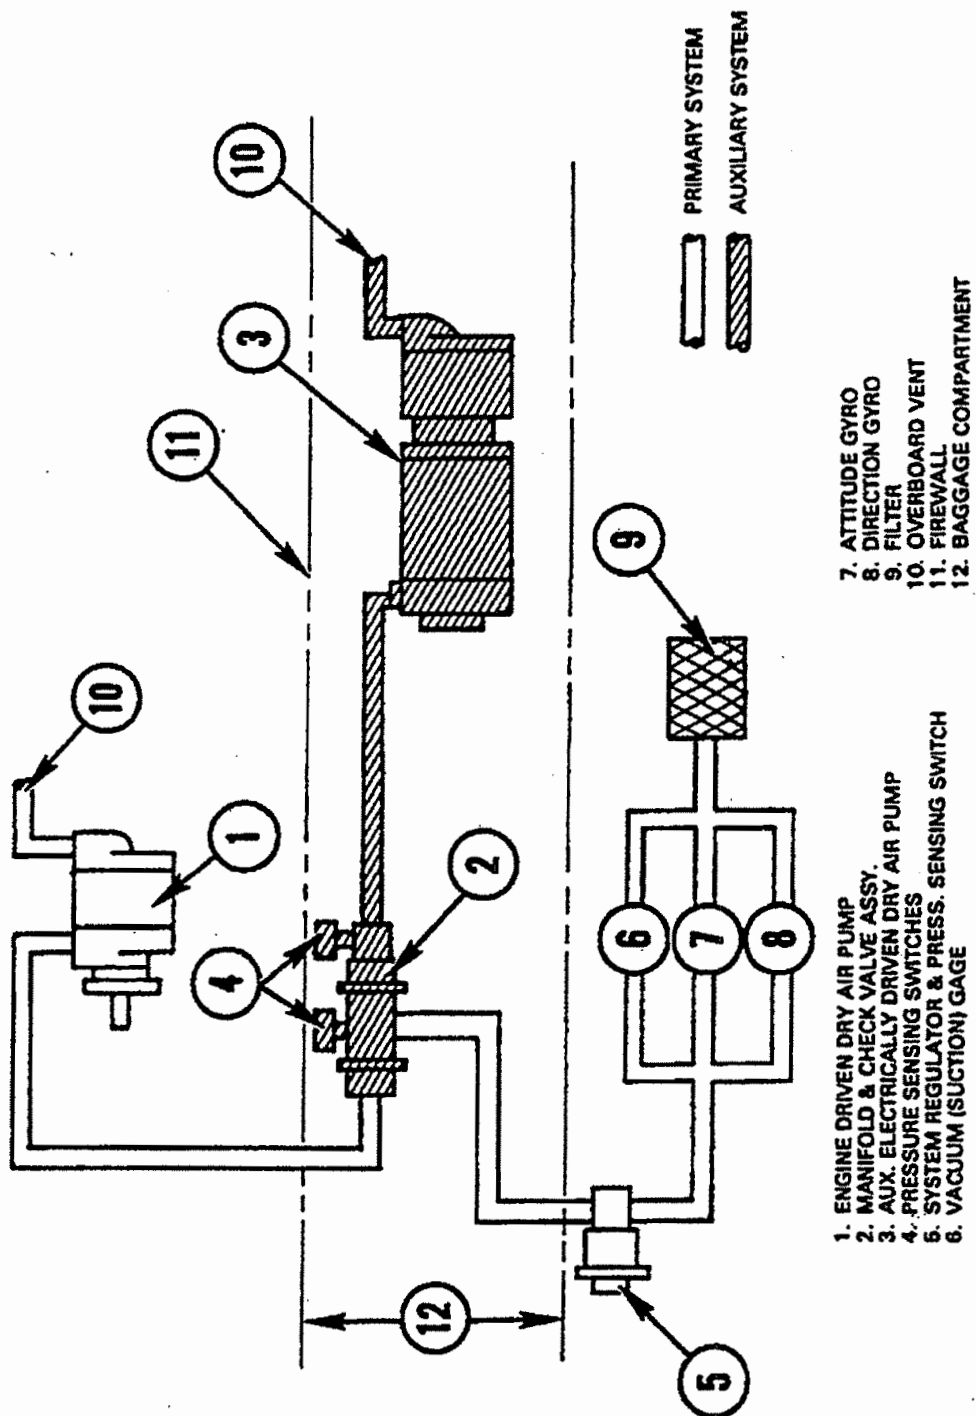 10
1
11
3
10
4
2
12
5
6
7
8
9
PRIMARY SYSTEM
AUXILIARY SYSTEM
1. ENGINE DRIVEN DRY AIR PUMP
2. MANIFOLD & CHECK VALVE ASSY.
3. AUX. ELECTRICALLY DRIVEN DRY AIR PUMP
4. PRESSURE SENSING SWITCHES
5. SYSTEM REGULATOR & PRESS. SENSING SWITCH
6. VACUUM (SUCTION) GAGE
7. ATTITUDE GYRO
8. DIRECTION GYRO
9. FILTER
10. OVERBOARD VENT
11. FIREWALL
12. BAGGAGE COMPARTMENT